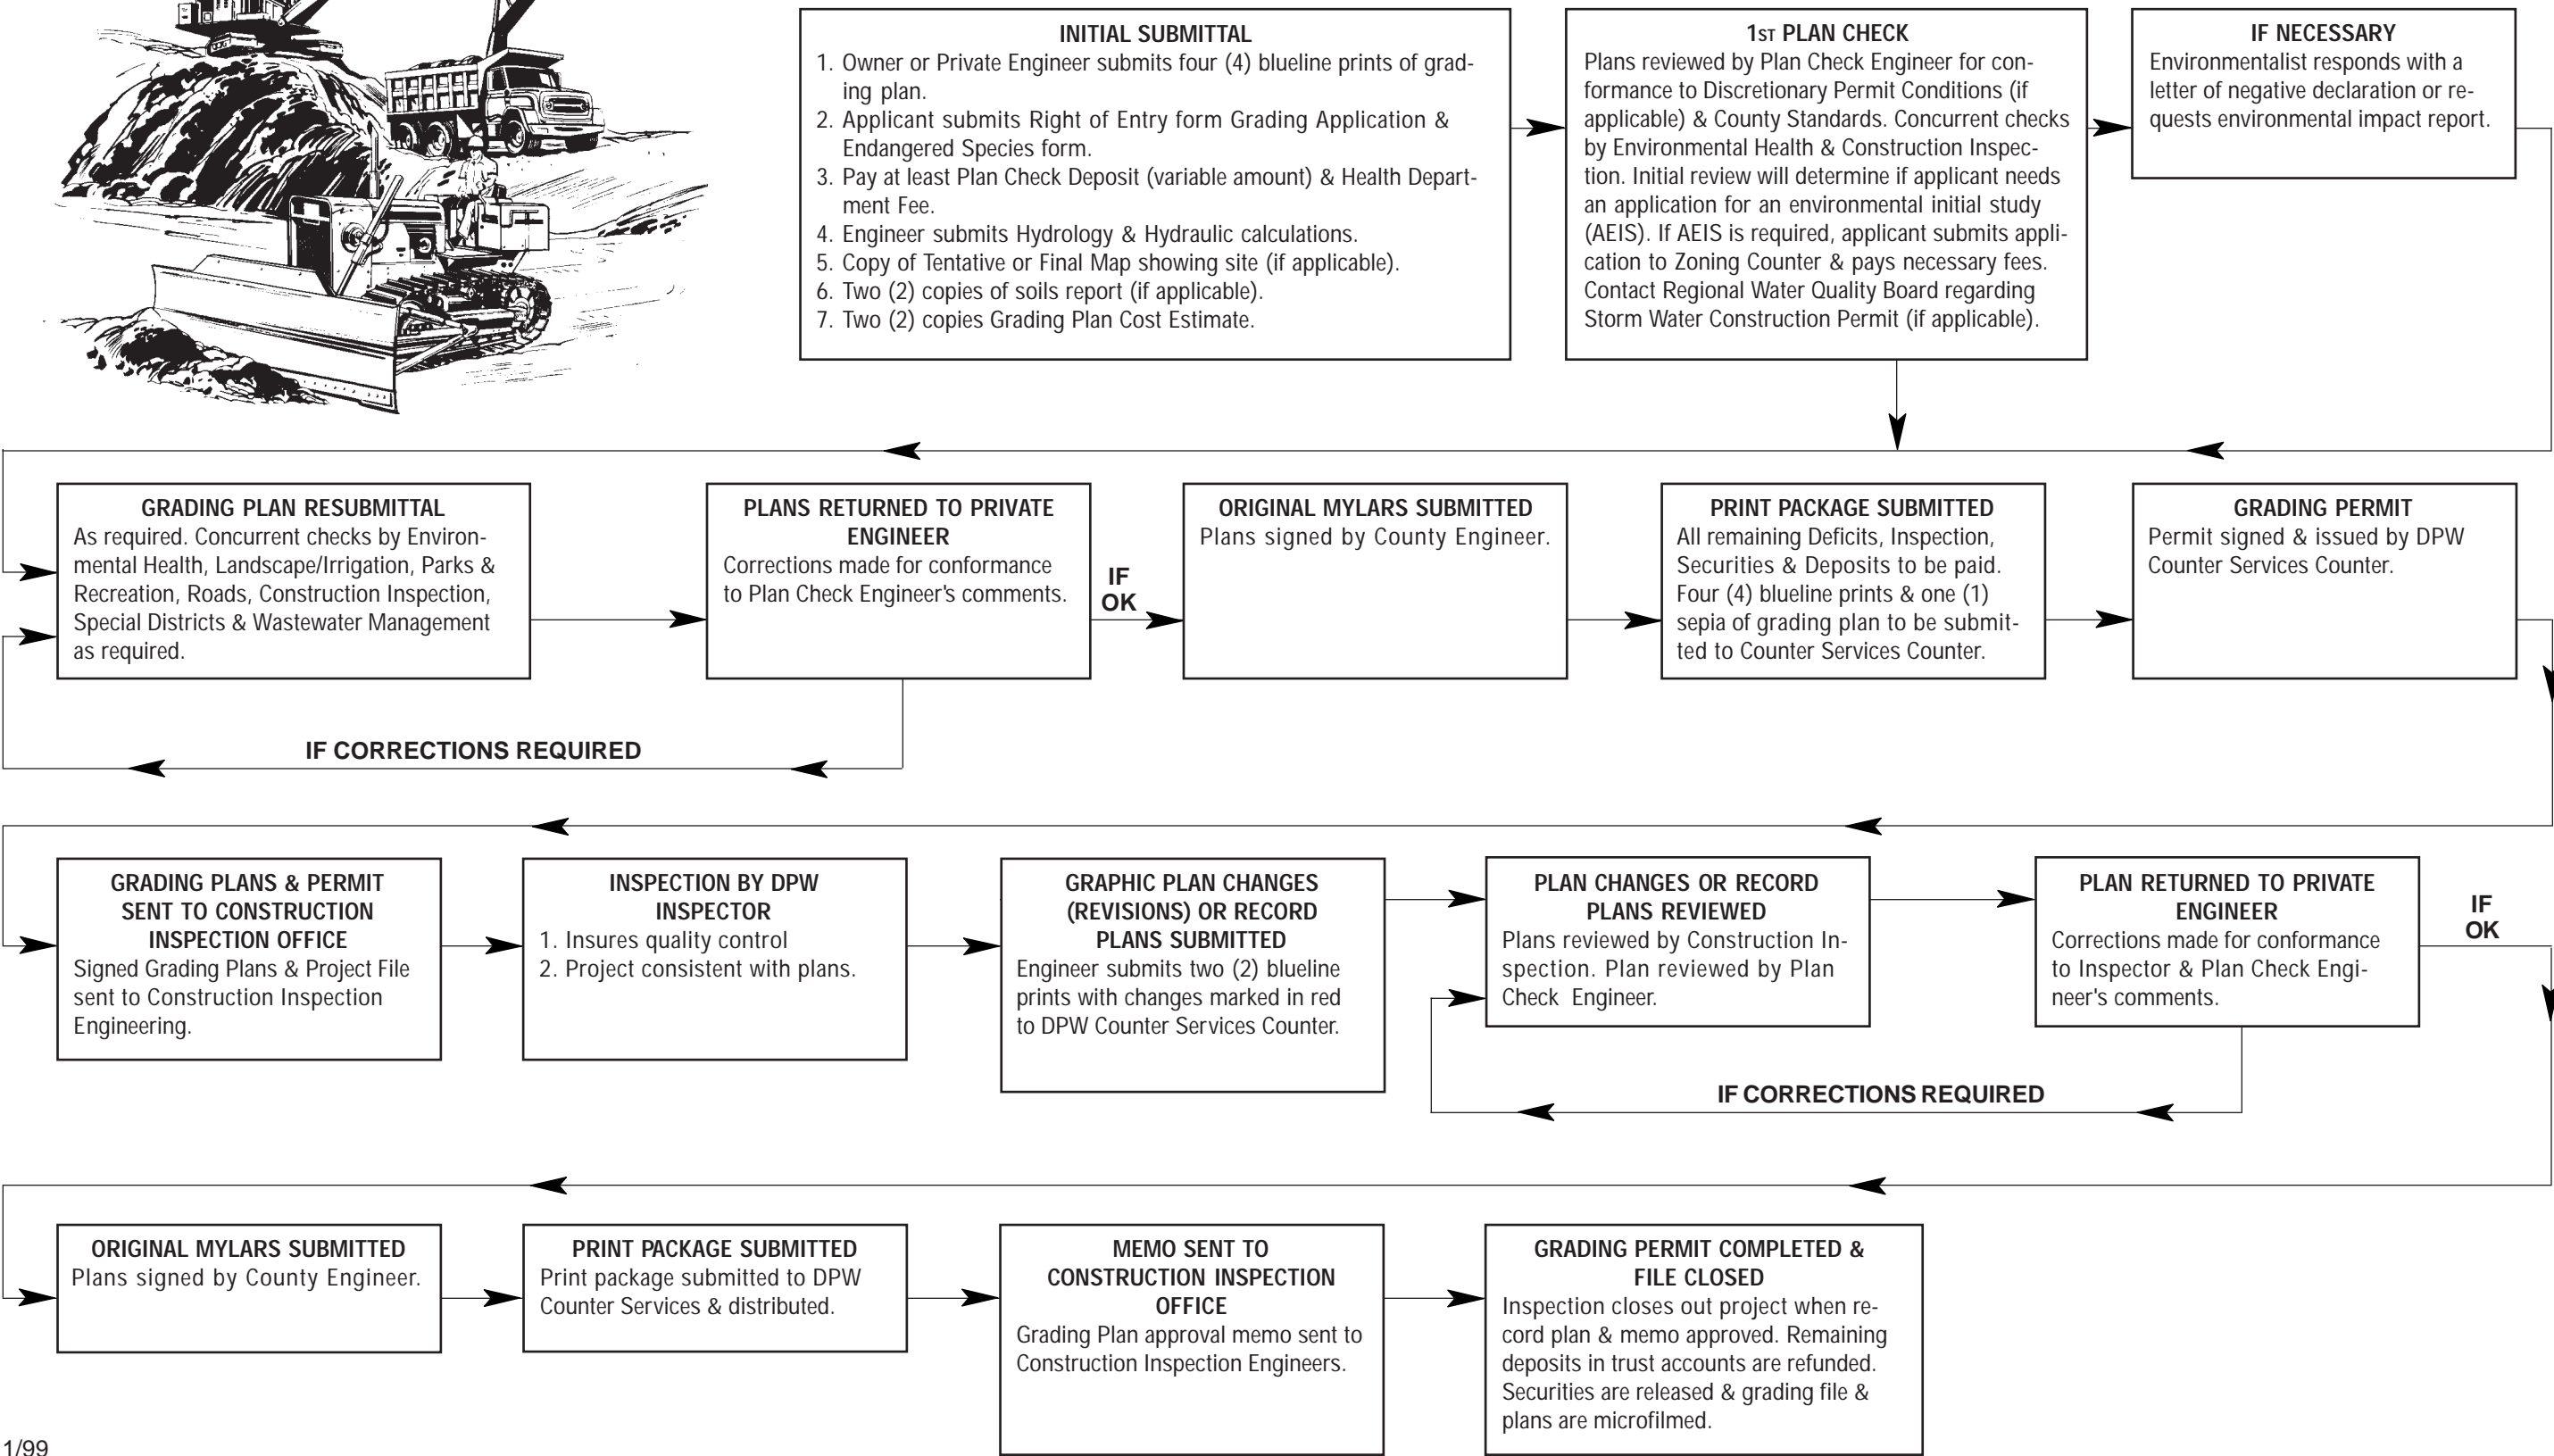 INITIAL SUBMITTAL
1. Owner or Private Engineer submits four (4) blueline prints of grad-
ing plan.
2. Applicant submits Right of Entry form Grading Application &
Endangered Species form.
3. Pay at least Plan Check Deposit (variable amount) & Health Depart-
ment Fee.
4. Engineer submits Hydrology & Hydraulic calculations.
5. Copy of Tentative or Final Map showing site (if applicable).
6. Two (2) copies of soils report (if applicable).
7. Two (2) copies Grading Plan Cost Estimate.
1ST PLAN CHECK
Plans reviewed by Plan Check Engineer for con-
formance to Discretionary Permit Conditions (if
applicable) & County Standards. Concurrent checks
by Environmental Health & Construction Inspec-
tion. Initial review will determine if applicant needs
an application for an environmental initial study
(AEIS). If AEIS is required, applicant submits appli-
cation to Zoning Counter & pays necessary fees.
Contact Regional Water Quality Board regarding
Storm Water Construction Permit (if applicable).
IF NECESSARY
Environmentalist responds with a
letter of negative declaration or re-
quests environmental impact report.
GRADING PLAN RESUBMITTAL
As required. Concurrent checks by Environ-
mental Health, Landscape/Irrigation, Parks &
Recreation, Roads, Construction Inspection,
Special Districts & Wastewater Management
as required.
PLANS RETURNED TO PRIVATE
ENGINEER
Corrections made for conformance
to Plan Check Engineer's comments.
IF
OK
ORIGINAL MYLARS SUBMITTED
Plans signed by County Engineer.
PRINT PACKAGE SUBMITTED
All remaining Deficits, Inspection,
Securities & Deposits to be paid.
Four (4) blueline prints & one (1)
sepia of grading plan to be submit-
ted to Counter Services Counter.
GRADING PERMIT
Permit signed & issued by DPW
Counter Services Counter.
IF CORRECTIONS REQUIRED
GRADING PLANS & PERMIT
SENT TO CONSTRUCTION
INSPECTION OFFICE
Signed Grading Plans & Project File
sent to Construction Inspection
Engineering.
INSPECTION BY DPW
INSPECTOR
1. Insures quality control
2. Project consistent with plans.
GRAPHIC PLAN CHANGES
(REVISIONS) OR RECORD
PLANS SUBMITTED
Engineer submits two (2) blueline
prints with changes marked in red
to DPW Counter Services Counter.
PLAN CHANGES OR RECORD
PLANS REVIEWED
Plans reviewed by Construction In-
spection. Plan reviewed by Plan
Check Engineer.
PLAN RETURNED TO PRIVATE
ENGINEER
Corrections made for conformance
to Inspector & Plan Check Engi-
neer's comments.
IF
OK
IF CORRECTIONS REQUIRED
ORIGINAL MYLARS SUBMITTED
Plans signed by County Engineer.
PRINT PACKAGE SUBMITTED
Print package submitted to DPW
Counter Services & distributed.
MEMO SENT TO
CONSTRUCTION INSPECTION
OFFICE
Grading Plan approval memo sent to
Construction Inspection Engineers.
GRADING PERMIT COMPLETED &
FILE CLOSED
Inspection closes out project when re-
cord plan & memo approved. Remaining
deposits in trust accounts are refunded.
Securities are released & grading file &
plans are microfilmed.
1/99